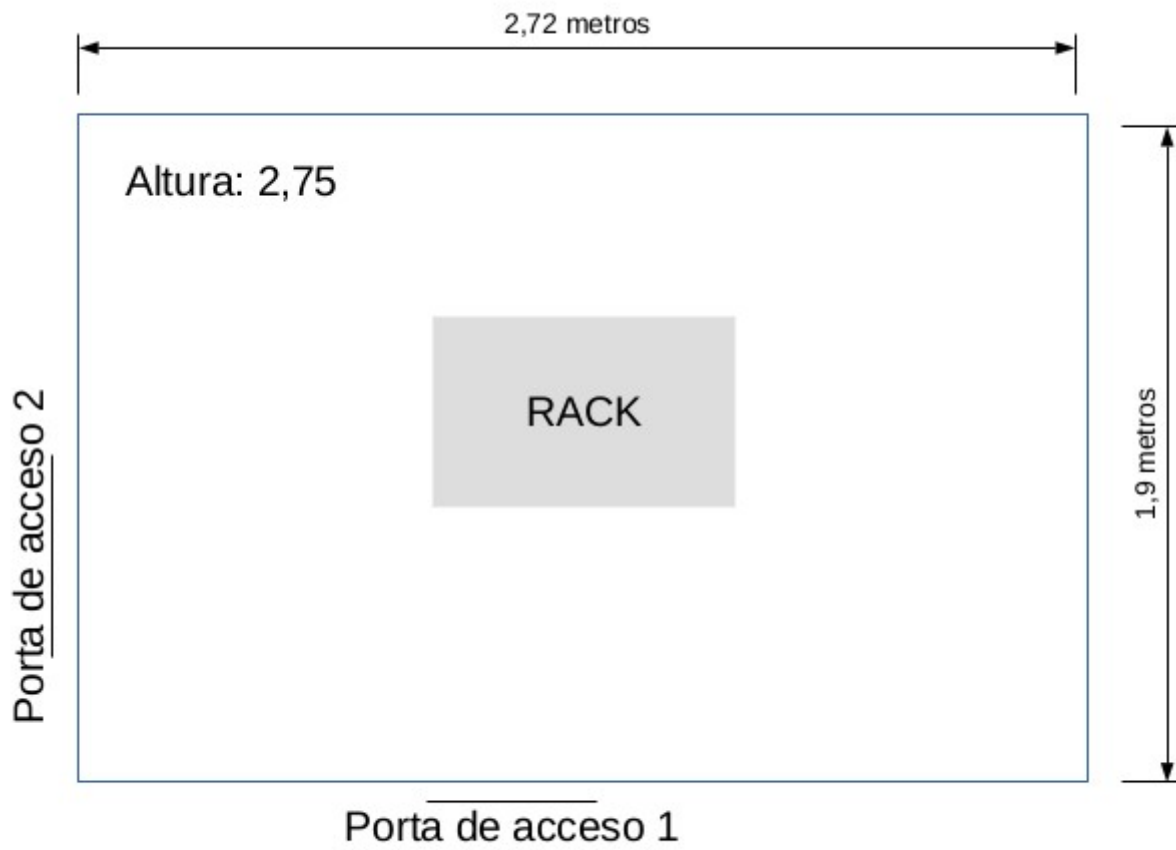 2,72 metros
Altura: 2,75
RACK
1,9 metros
Porta de acceso 2
Porta de acceso 1